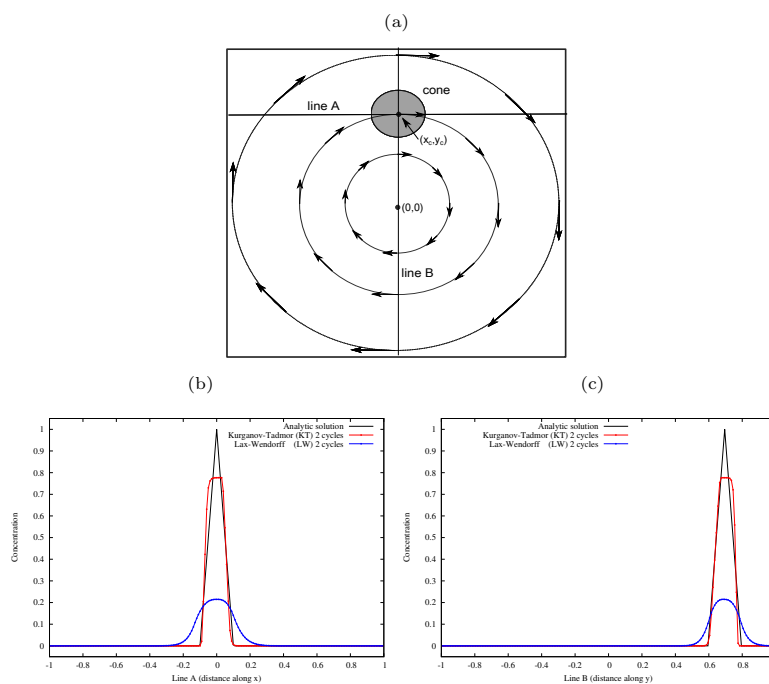 (a)
cone
line A
(x_c,y_c)
(0,0)
line B
(b)
(c)
Analytic solution
Kurganov-Tadmor (KT) 2 cycles
Lax-Wendorff (LW) 2 cycles
1
0.9
0.8
0.7
0.6
0.5
0.4
0.3
0.2
0.1
0
Concentration
-1 -0.8 -0.6 -0.4 -0.2 0 0.2 0.4 0.6 0.8 1
Line A (distance along x)
Analytic solution
Kurganov-Tadmor (KT) 2 cycles
Lax-Wendorff (LW) 2 cycles
1
0.9
0.8
0.7
0.6
0.5
0.4
0.3
0.2
0.1
0
Concentration
-1 -0.8 -0.6 -0.4 -0.2 0 0.2 0.4 0.6 0.8
Line B (distance along y)